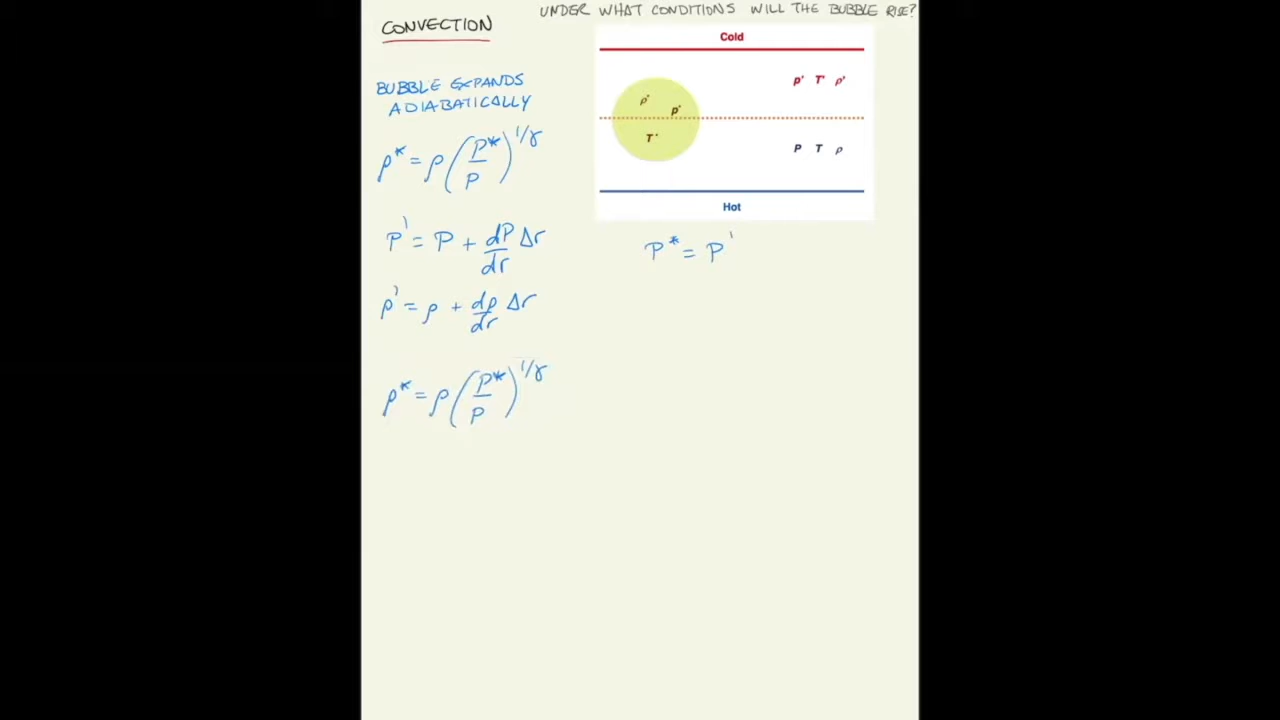 UNDER WHAT CONDITIONS WILL THE BUBBLE RISE?
CONVECTION
Cold
BUBBLE EXPANDS
ADIABATICALLY
ρ* = ρ(P*/P)^1/γ
ρ* P*
T*
P' T' ρ'
P T ρ
Hot
P' = P + dP/dr Δr
P* = P'
ρ' = ρ + dρ/dr Δr
ρ* = ρ(P*/P)^1/γ